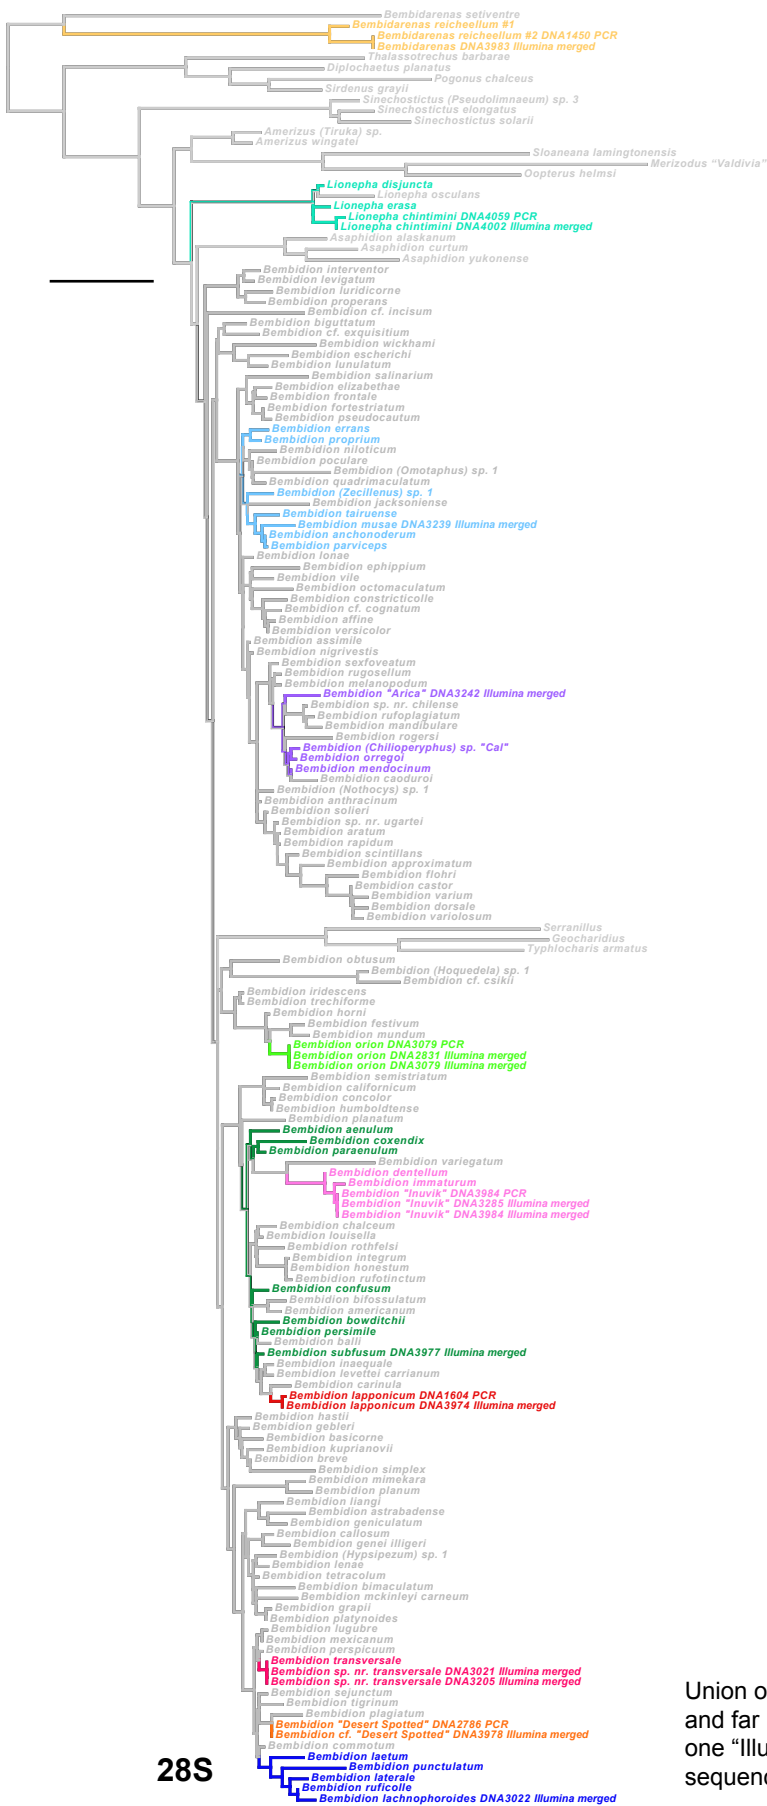 Bembidarenas setiventre
Bembidarenas reicheellum #1
Bembidarenas reicheellum #2 DNA1450 PCR
Bembidarenas DNA3983 Illumina merged
Thalassotrechus barbarae
Diplochaetus planatus
Pogonus chalceus
Sirdenus grayii
Sinechostictus (Pseudolimnaeum) sp. 3
Sinechostictus elongatus
Sinechostictus solarii
Amerizus (Tiruka) sp.
Amerizus wingatei
Sloaneana lamingtonensis
Merizodus "Valdivia"
Oopterus helmsi
Lionepha disjuncta
Lionepha osculans
Lionepha erasa
Lionepha chintimini DNA4059 PCR
Lionepha chintimini DNA4002 Illumina merged
Asaphidion alaskanum
Asaphidion curtum
Asaphidion yukonense
Bembidion interventor
Bembidion levigatum
Bembidion luridicorne
Bembidion properans
Bembidion cf. incisum
Bembidion biguttatum
Bembidion cf. exquisitium
Bembidion wickhami
Bembidion escherichi
Bembidion lunulatum
Bembidion salinarium
Bembidion elizabethae
Bembidion frontale
Bembidion fortestriatum
Bembidion pseudocautum
Bembidion errans
Bembidion proprium
Bembidion niloticum
Bembidion poculare
Bembidion (Omotaphus) sp. 1
Bembidion quadrimaculatum
Bembidion (Zecillenus) sp. 1
Bembidion jacksoniense
Bembidion tairuense
Bembidion musae DNA3239 Illumina merged
Bembidion anchonoderum
Bembidion parviceps
Bembidion lonae
Bembidion ephippium
Bembidion vile
Bembidion octomaculatum
Bembidion constricticolle
Bembidion cf. cognatum
Bembidion affine
Bembidion versicolor
Bembidion assimile
Bembidion nigrivestis
Bembidion sexfoveatum
Bembidion rugosellum
Bembidion melanopodum
Bembidion "Arica" DNA3242 Illumina merged
Bembidion sp. nr. chilense
Bembidion rufoplagiatum
Bembidion mandibulare
Bembidion rogersi
Bembidion (Chilioperyphus) sp. "Cal"
Bembidion orregoi
Bembidion mendocinum
Bembidion caoduroi
Bembidion (Nothocys) sp. 1
Bembidion anthracinum
Bembidion solieri
Bembidion sp. nr. ugartei
Bembidion aratum
Bembidion rapidum
Bembidion scintillans
Bembidion approximatum
Bembidion flohri
Bembidion castor
Bembidion varium
Bembidion dorsale
Bembidion variolosum
Serranillus
Geocharidius
Typhlocharis armatus
Bembidion obtusum
Bembidion (Hoquedela) sp. 1
Bembidion cf. csikii
Bembidion iridescens
Bembidion trechiforme
Bembidion horni
Bembidion festivum
Bembidion mundum
Bembidion orion DNA3079 PCR
Bembidion orion DNA2831 Illumina merged
Bembidion orion DNA3079 Illumina merged
Bembidion semistriatum
Bembidion californicum
Bembidion concolor
Bembidion humboldtense
Bembidion planatum
Bembidion aenulum
Bembidion coxendix
Bembidion paraenulum
Bembidion variegatum
Bembidion dentellum
Bembidion immaturum
Bembidion "Inuvik" DNA3984 PCR
Bembidion "Inuvik" DNA3285 Illumina merged
Bembidion "Inuvik" DNA3984 Illumina merged
Bembidion chalceum
Bembidion louisella
Bembidion rothfelsi
Bembidion integrum
Bembidion honestum
Bembidion rufotinctum
Bembidion confusum
Bembidion bifossulatum
Bembidion americanum
Bembidion bowditchii
Bembidion persimile
Bembidion balli
Bembidion subfusum DNA3977 Illumina merged
Bembidion inaequale
Bembidion levettei carrianum
Bembidion carinula
Bembidion lapponicum DNA1604 PCR
Bembidion lapponicum DNA3974 Illumina merged
Bembidion hastii
Bembidion gebleri
Bembidion basicorne
Bembidion kuprianovii
Bembidion breve
Bembidion simplex
Bembidion mimekara
Bembidion planum
Bembidion liangi
Bembidion astrabadense
Bembidion geniculatum
Bembidion callosum
Bembidion genei illigeri
Bembidion (Hypsipezum) sp. 1
Bembidion lenae
Bembidion tetracolum
Bembidion bimaculatum
Bembidion mckinleyi carneum
Bembidion grapii
Bembidion platynoides
Bembidion lugubre
Bembidion mexicanum
Bembidion perspicuum
Bembidion transversale
Bembidion sp. nr. transversale DNA3021 Illumina merged
Bembidion sp. nr. transversale DNA3205 Illumina merged
Bembidion sejunctum
Bembidion tigrinum
Bembidion plagiatum
Bembidion "Desert Spotted" DNA2786 PCR
Bembidion cf. "Desert Spotted" DNA3978 Illumina merged
Bembidion commotum
Bembidion laetum
Bembidion punctulatum
Bembidion laterale
Bembidion ruficolle
Bembidion lachnophoroides DNA3022 Illumina merged
28S
Union o
and far
one “Illu
sequenc